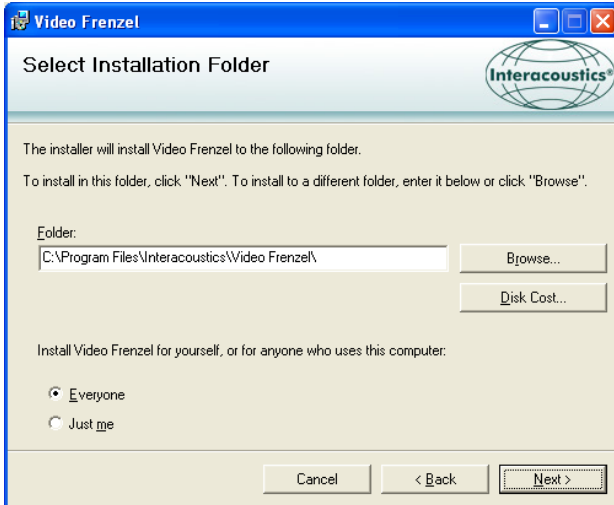 Video Frenzel
Select Installation Folder
Interacoustics®
The installer will install Video Frenzel to the following folder.
To install in this folder, click "Next". To install to a different folder, enter it below or click "Browse".
Folder:
C:\Program Files\Interacoustics\Video Frenzel\
Browse...
Disk Cost...
Install Video Frenzel for yourself, or for anyone who uses this computer:
Everyone
Just me
Cancel
< Back
Next >